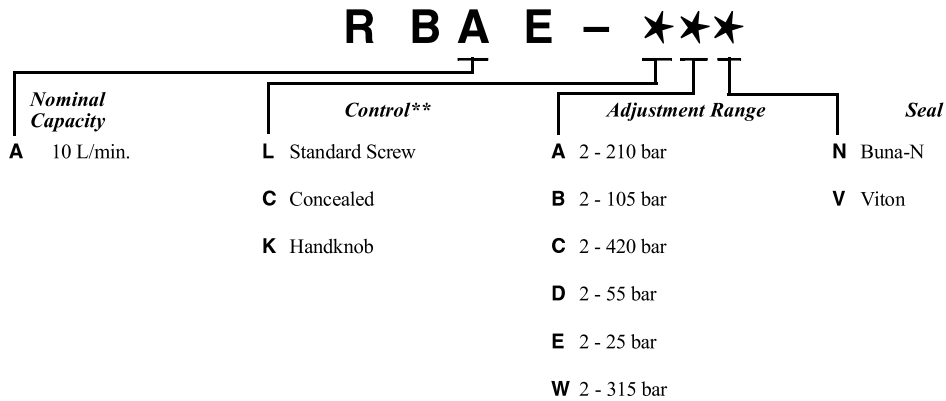 R B A E – ★★★
Nominal Capacity
Control**
Adjustment Range
Seal
A 10 L/min.
L Standard Screw
A 2 - 210 bar
N Buna-N
C Concealed
B 2 - 105 bar
V Viton
K Handknob
C 2 - 420 bar
D 2 - 55 bar
E 2 - 25 bar
W 2 - 315 bar